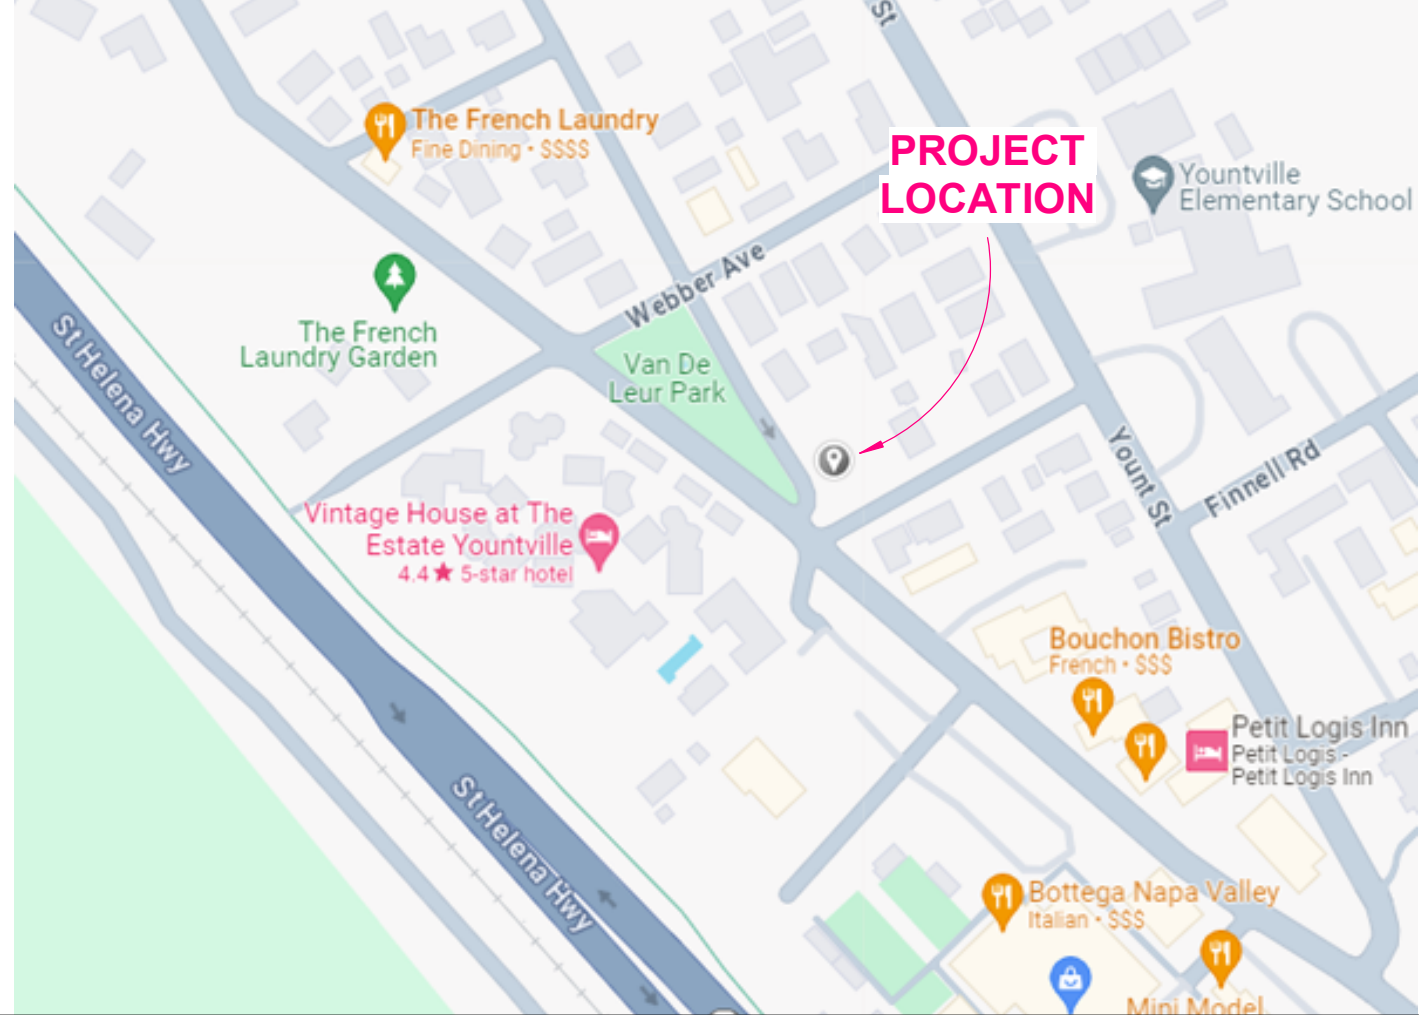 St
The French Laundry
Fine Dining • $$$$
PROJECT
LOCATION
Yountville
Elementary School
Webber Ave
The French
Laundry Garden
St Helena Hwy
Van De
Leur Park
Yount St
Finnell Rd
Vintage House at The
Estate Yountville
4.4★ 5-star hotel
Bouchon Bistro
French • $$$
Petit Logis Inn
Petit Logis -
Petit Logis Inn
St Helena Hwy
Bottega Napa Valley
Italian • $$$
Mini Model